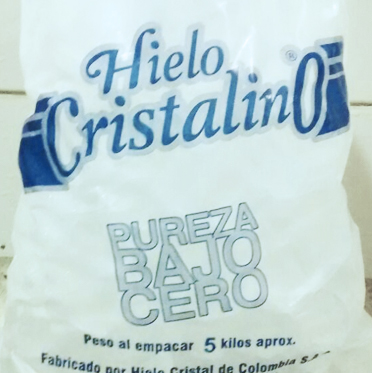 Hielo
Cristalino®
PUREZA
BAJO
CERO
Peso al empacar 5 kilos aprox.
Fabricado por Hielo Cristal de Colombia S.A.